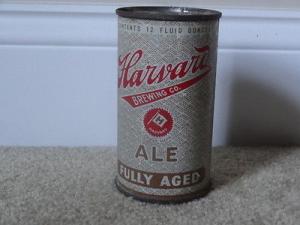 CONTENTS 12 FLUID OUNCES
Harvard
BREWING CO.
H
ALE
FULLY AGED